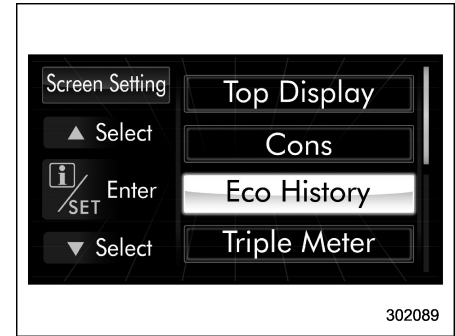 Screen Setting
▲ Select
i/SET Enter
▼ Select
Top Display
Cons
Eco History
Triple Meter
302089